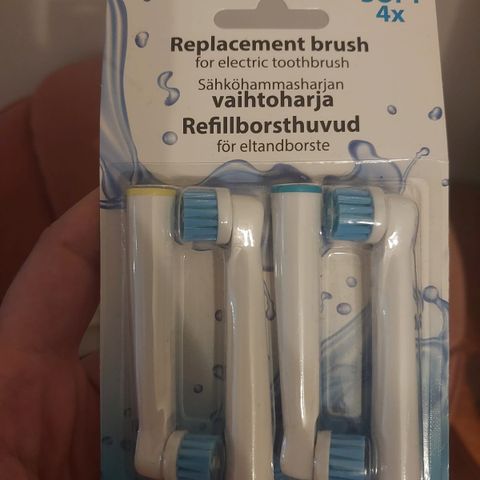 4x
Replacement brush
for electric toothbrush
Sähköhammasharjan
vaihtoharja
Refillborsthuvud
för eltandborste